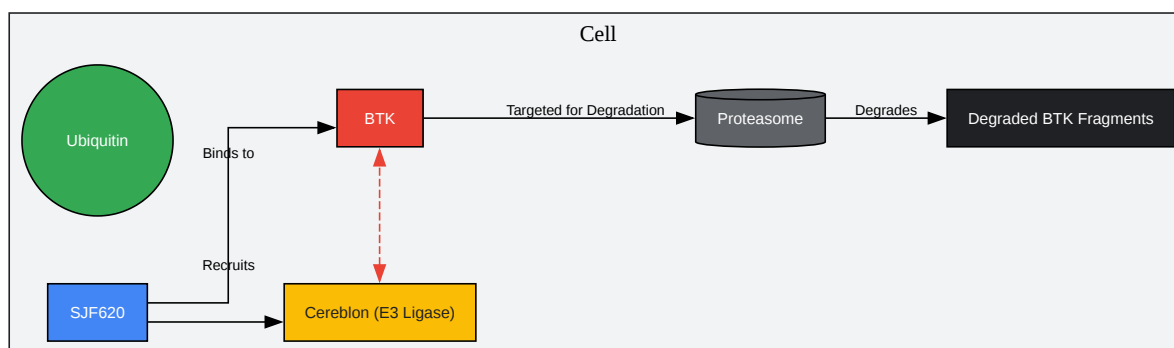 Cell
Ubiquitin
BTK
Targeted for Degradation
Proteasome
Degrades
Degraded BTK Fragments
Binds to
Recruits
SJF620
Cereblon (E3 Ligase)